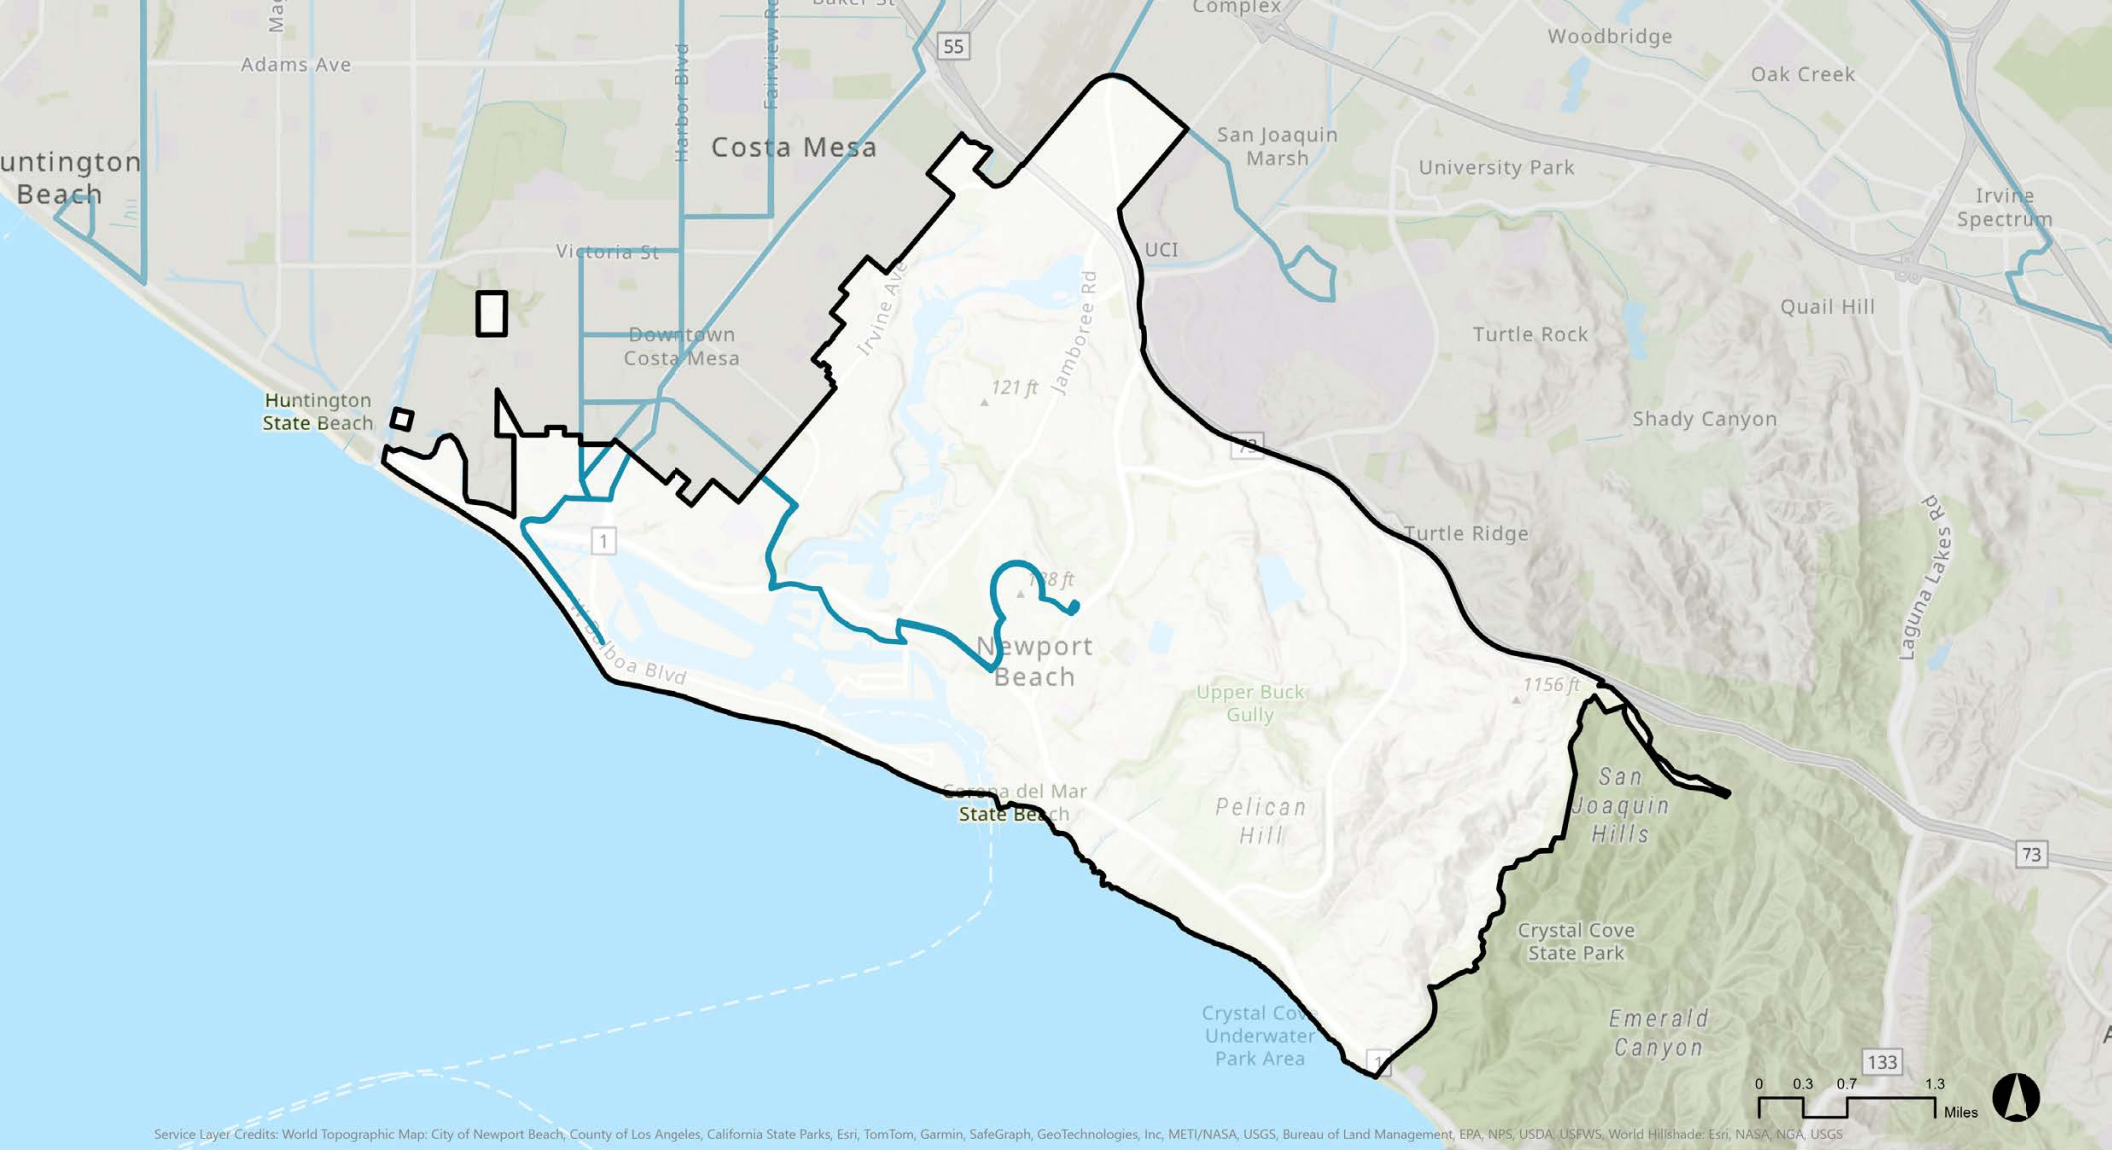 Baker St
Complex
55
Woodbridge
Adams Ave
Harbor Blvd
Oak Creek
Costa Mesa
San Joaquin
Marsh
University Park
Beach
Irvine
Spectrum
Victoria St
UCI
Irvine Ave
Jamboree Rd
Quail Hill
Downtown
Costa Mesa
Turtle Rock
121 ft
Huntington
State Beach
Shady Canyon
73
1
Turtle Ridge
Laguna Lakes Rd
W Balboa Blvd
Newport
Beach
Upper Buck
Gully
1156 ft
San
Joaquin
Hills
Corona del Mar
State Beach
Pelican
Hill
73
Crystal Cove
State Park
Crystal Cove
Underwater
Park Area
Emerald
Canyon
1
133
0 0.3 0.7 1.3
Miles
Service Layer Credits: World Topographic Map: City of Newport Beach, County of Los Angeles, California State Parks, Esri, TomTom, Garmin, SafeGraph, GeoTechnologies, Inc, METI/NASA, USGS, Bureau of Land Management, EPA, NPS, USDA, USFWS, World Hillshade: Esri, NASA, NGA, USGS